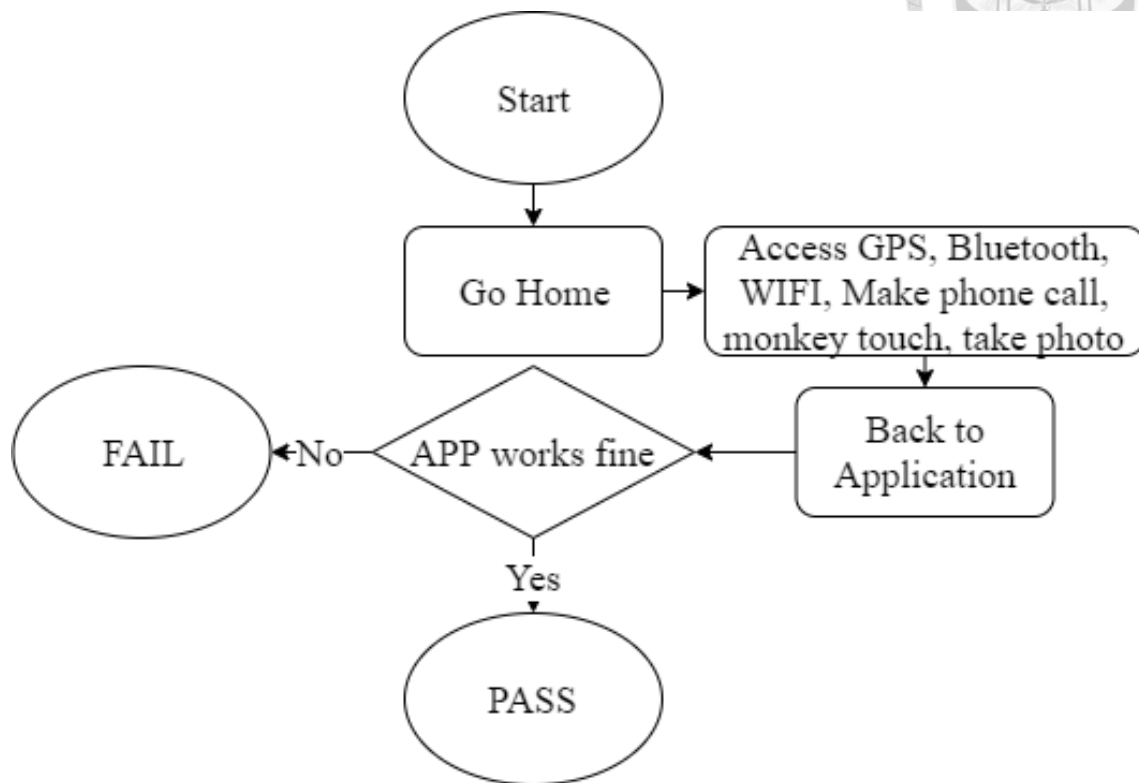 Start
Go Home
Access GPS, Bluetooth,
WIFI, Make phone call,
monkey touch, take photo
Back to
Application
APP works fine
No
FAIL
Yes
PASS